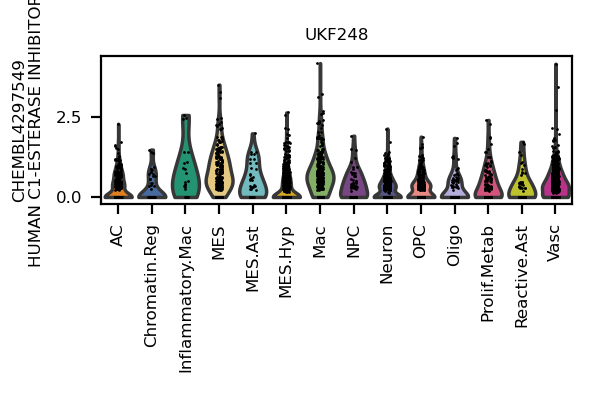 UKF248
CHEMBL4297549
HUMAN C1-ESTERASE INHIBITOR
2.5
0.0
AC
Chromatin.Reg
Inflammatory.Mac
MES
MES.Ast
MES.Hyp
Mac
NPC
Neuron
OPC
Oligo
Prolif.Metab
Reactive.Ast
Vasc